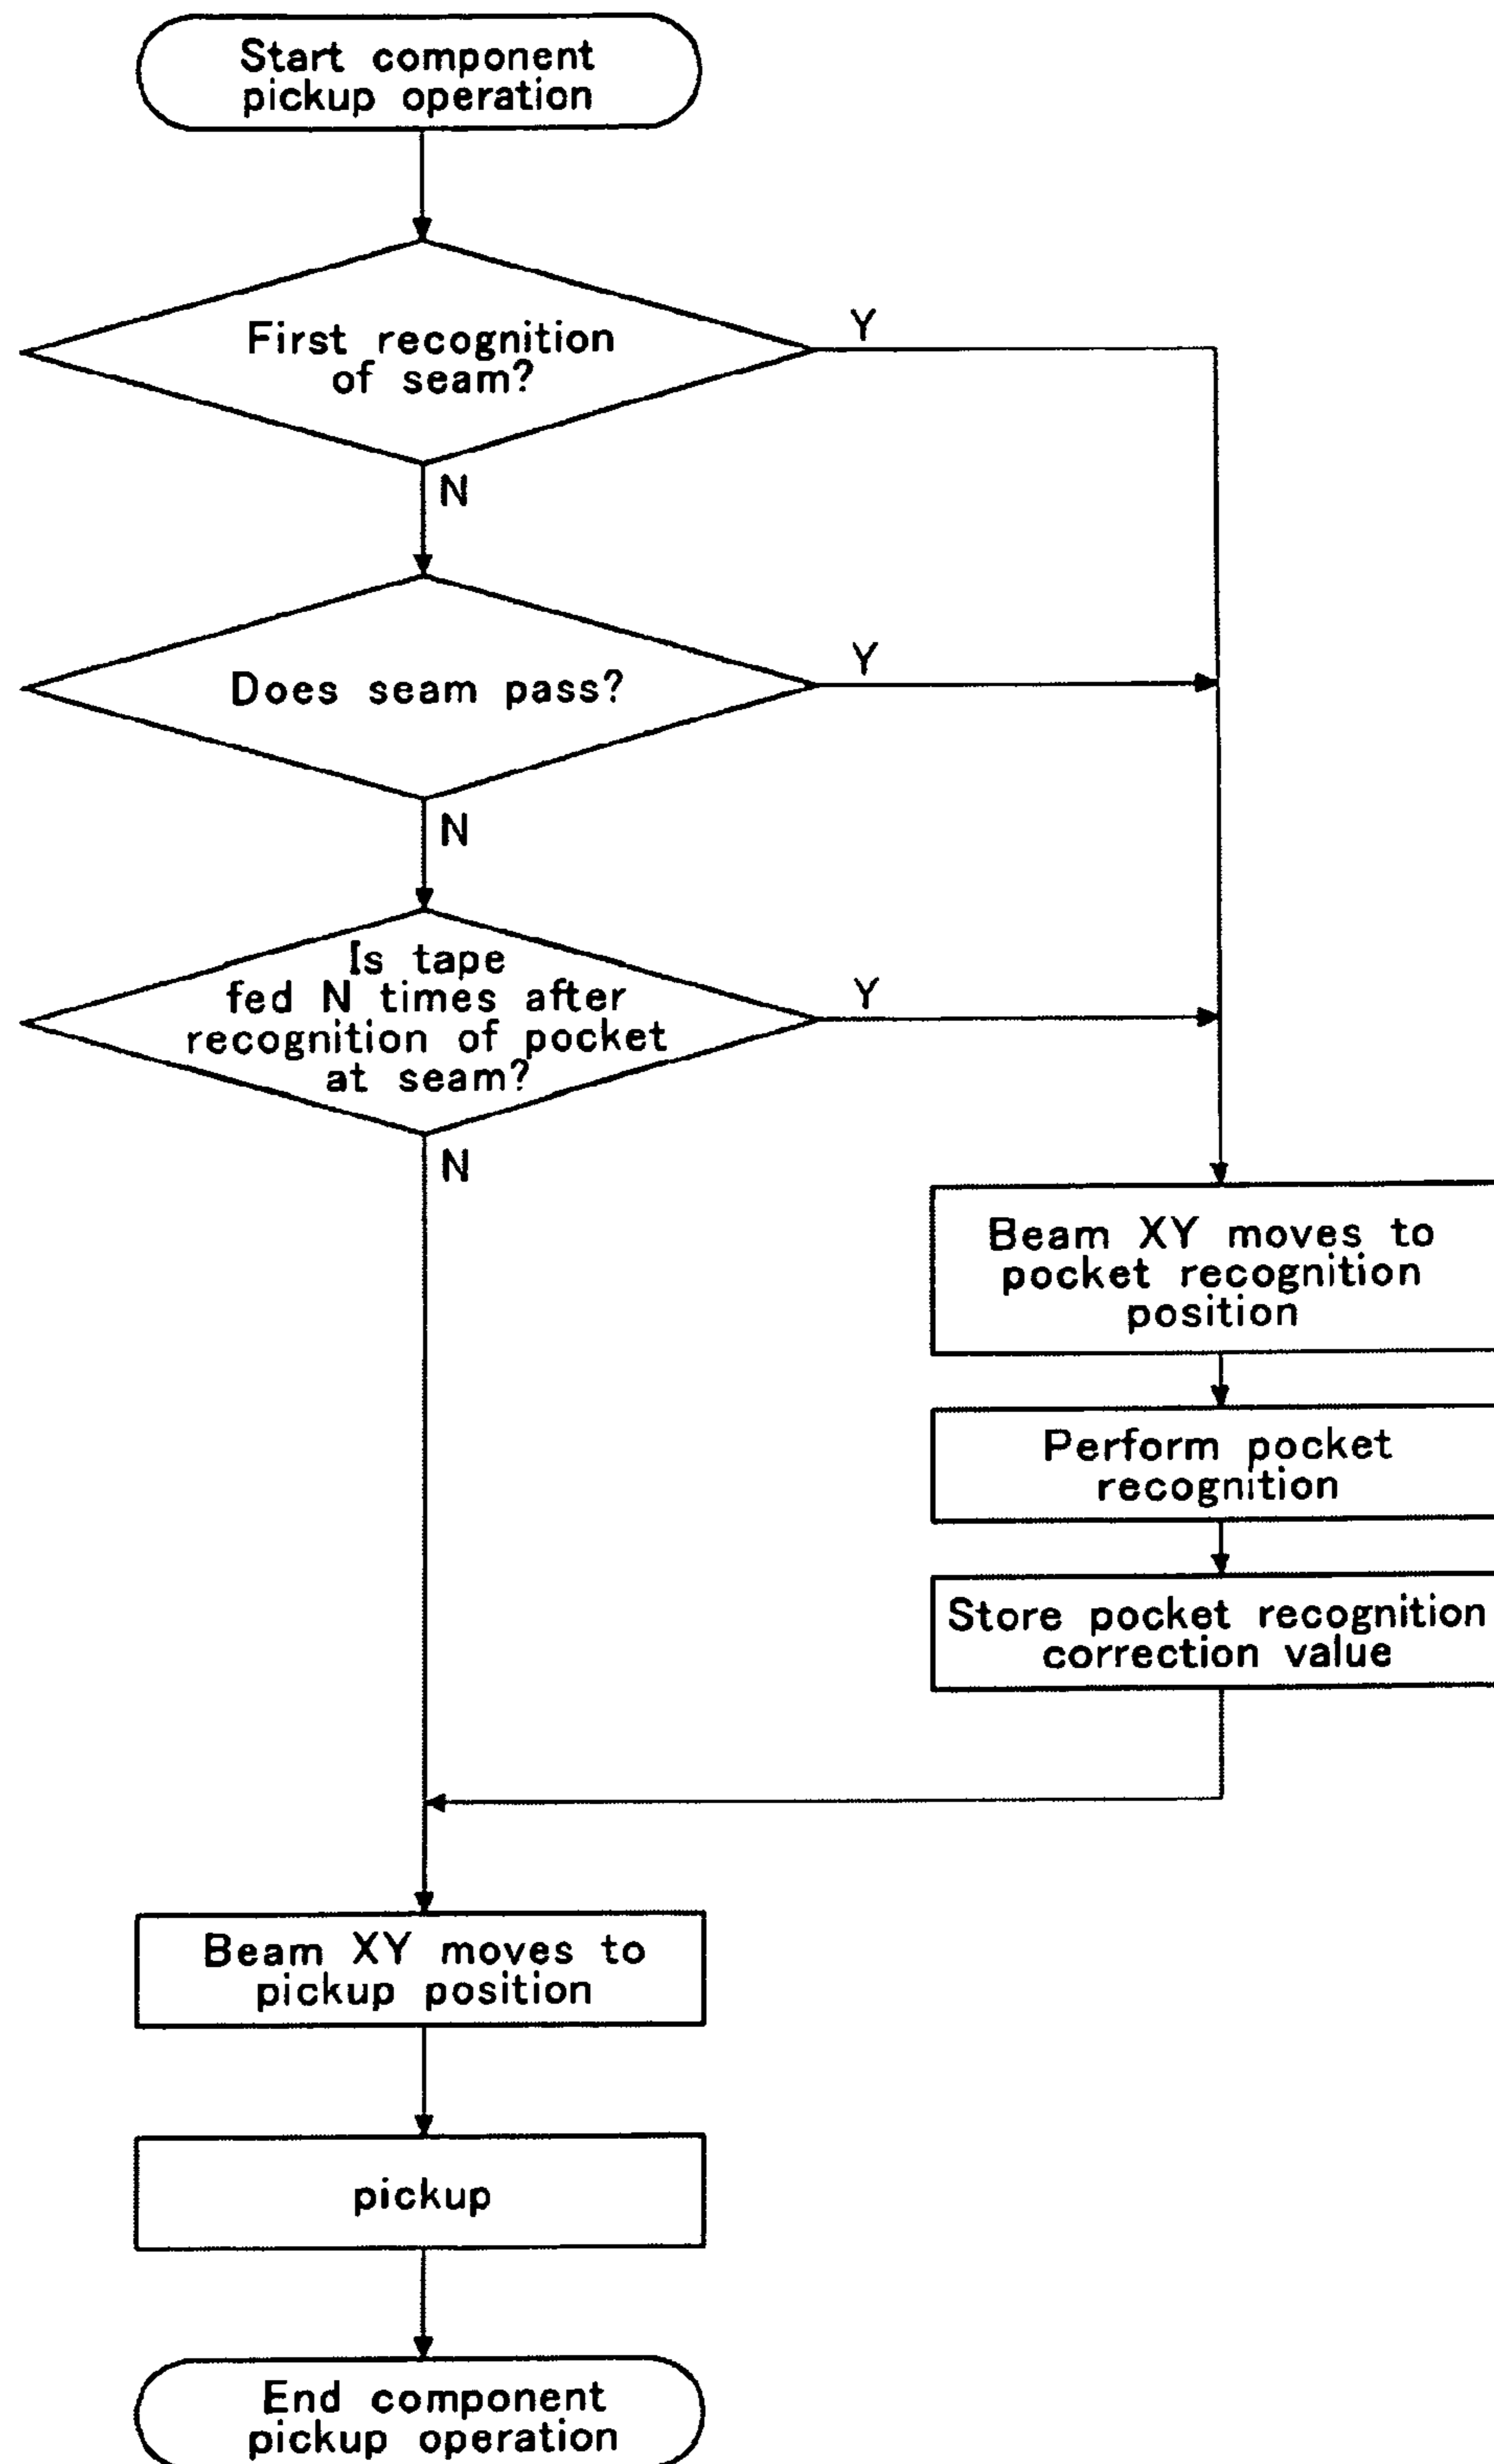 Start component
pickup operation
First recognition
of seam?
Y
N
Does seam pass?
Y
N
Is tape
fed N times after
recognition of pocket
at seam?
Y
N
Beam XY moves to
pocket recognition
position
Perform pocket
recognition
Store pocket recognition
correction value
Beam XY moves to
pickup position
pickup
End component
pickup operation